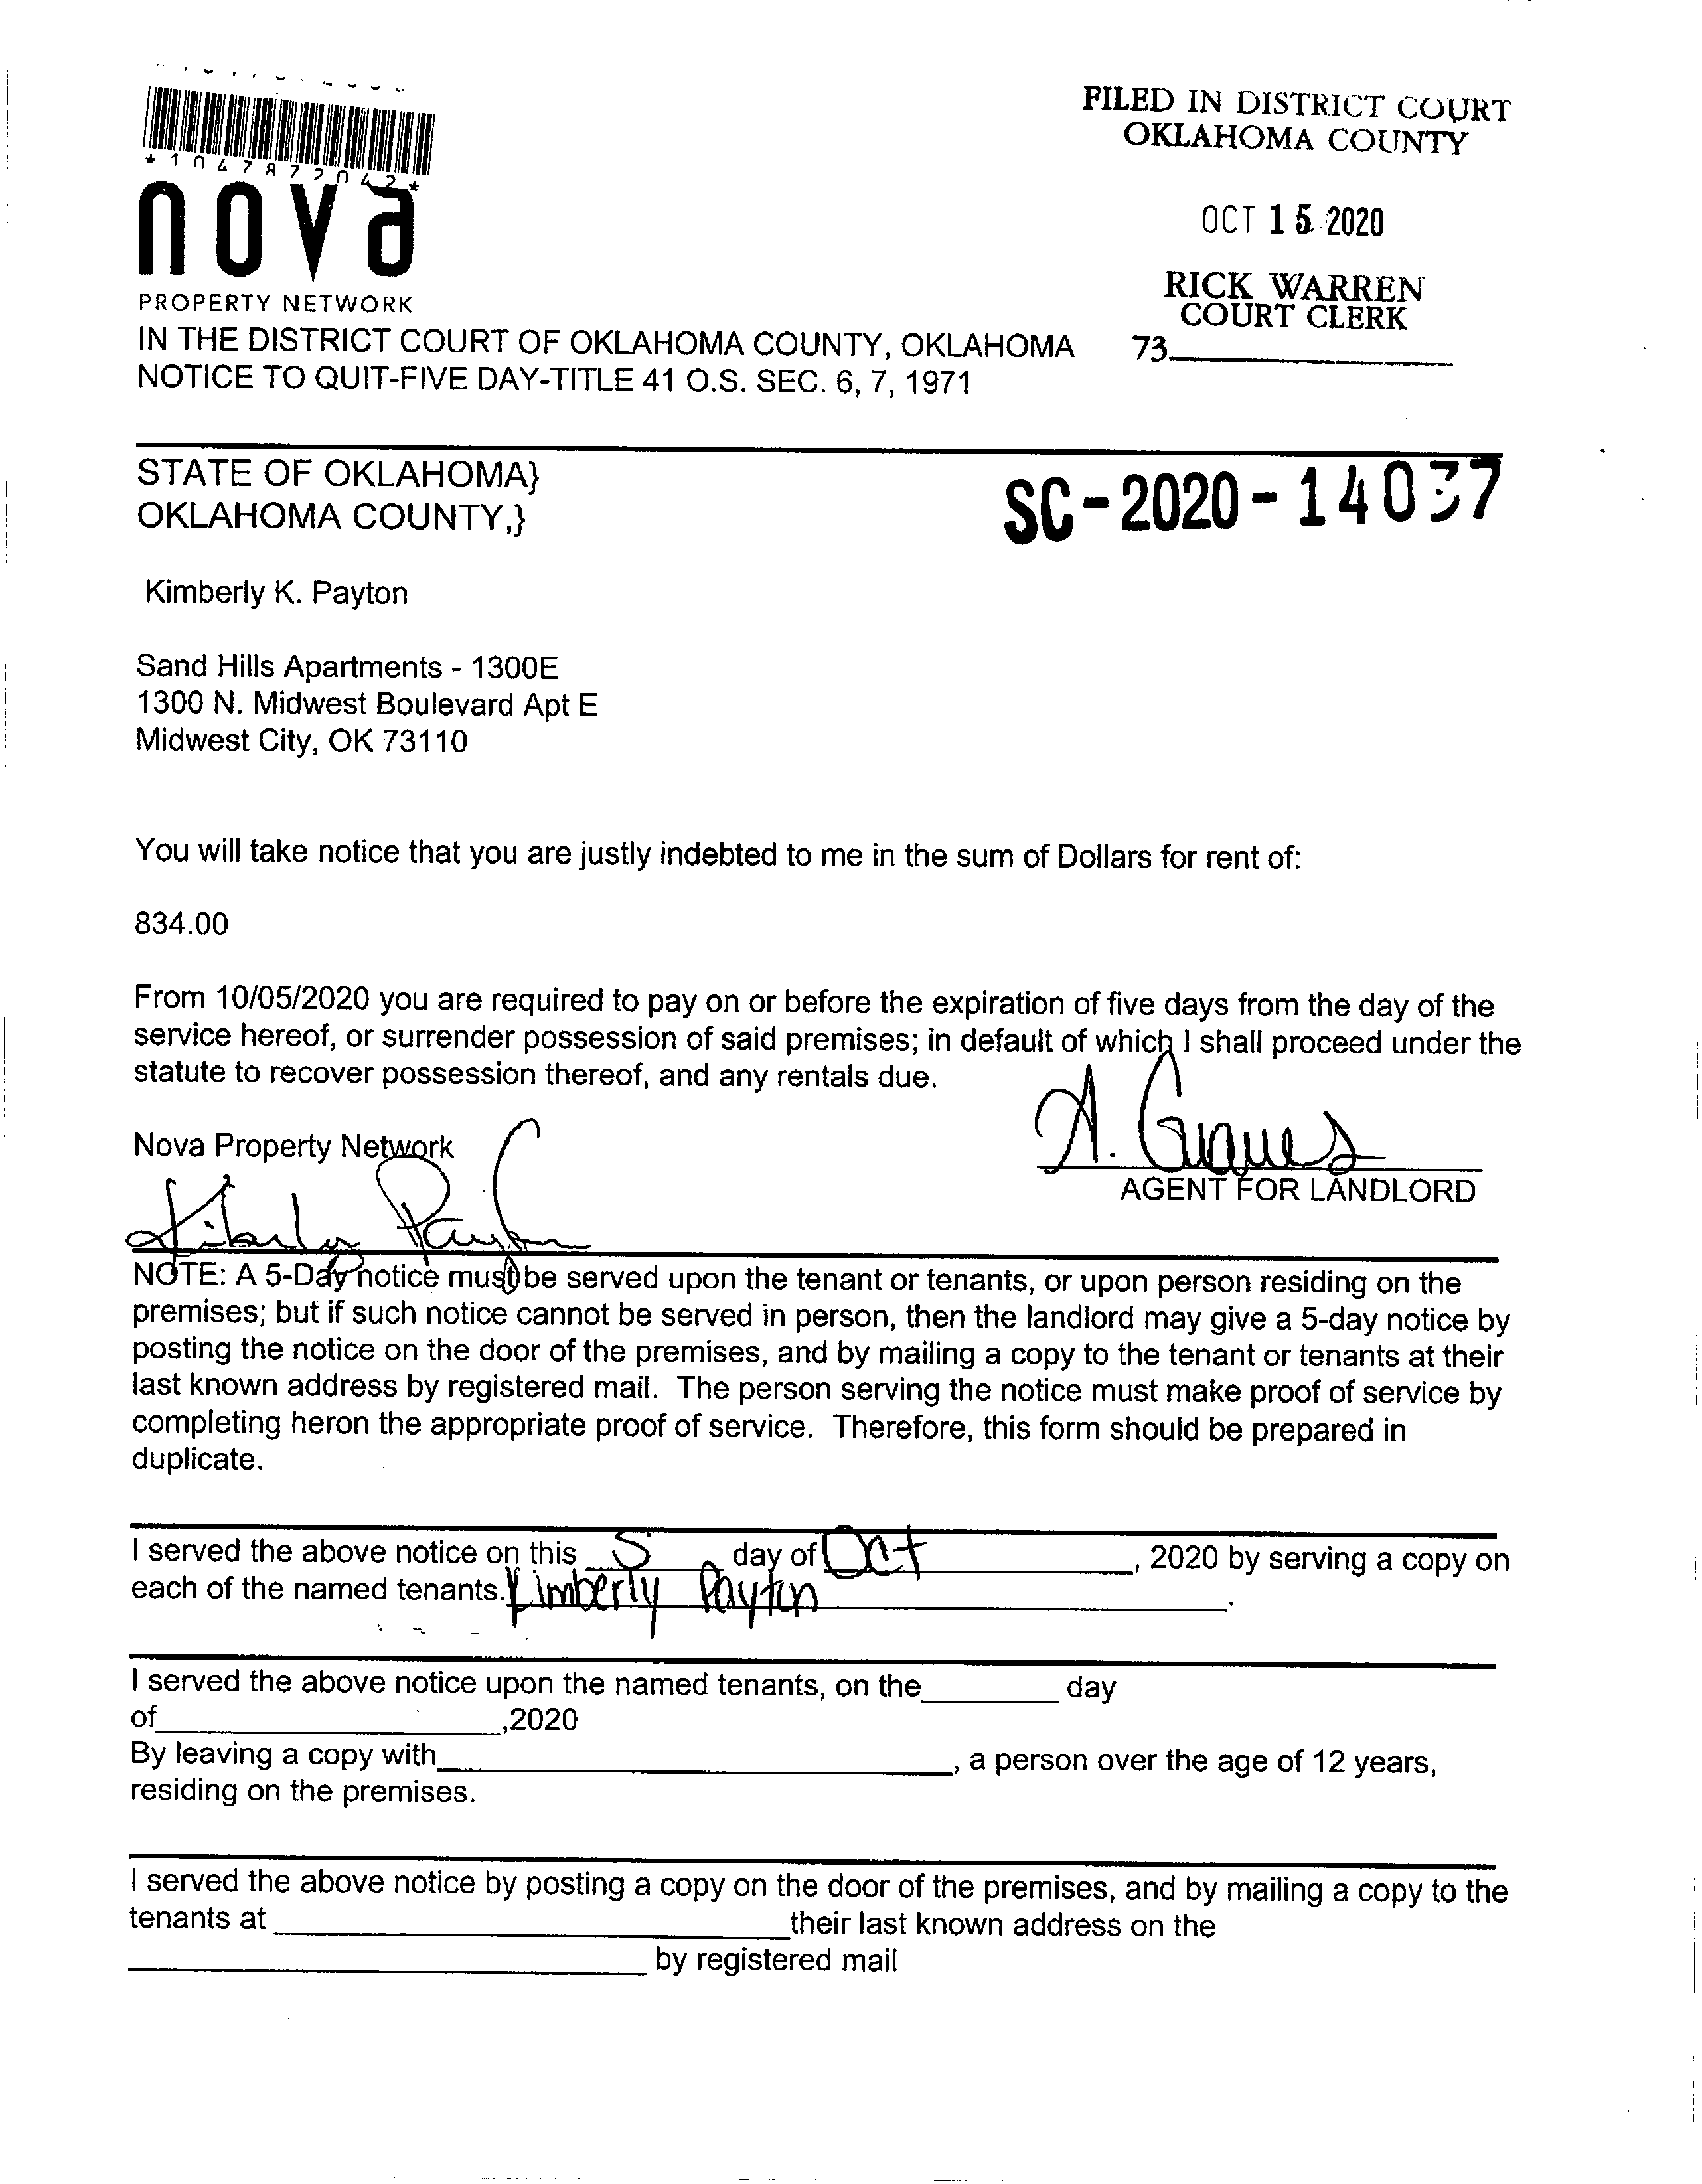 FILED IN DISTRICT COURT
OKLAHOMA COUNTY
*1047872042*
OCT 15 2020
nova
PROPERTY NETWORK
RICK WARREN
COURT CLERK
IN THE DISTRICT COURT OF OKLAHOMA COUNTY, OKLAHOMA
73
NOTICE TO QUIT-FIVE DAY-TITLE 41 O.S. SEC. 6, 7, 1971
STATE OF OKLAHOMA}
OKLAHOMA COUNTY,}
SC-2020-14037
Kimberly K. Payton
Sand Hills Apartments - 1300E
1300 N. Midwest Boulevard Apt E
Midwest City, OK 73110
You will take notice that you are justly indebted to me in the sum of Dollars for rent of:
834.00
From 10/05/2020 you are required to pay on or before the expiration of five days from the day of the
service hereof, or surrender possession of said premises; in default of which I shall proceed under the
statute to recover possession thereof, and any rentals due.
Nova Property Network
A.
AGENT FOR LANDLORD
Kimberly Payton
NOTE: A 5-Day notice must be served upon the tenant or tenants, or upon person residing on the
premises; but if such notice cannot be served in person, then the landlord may give a 5-day notice by
posting the notice on the door of the premises, and by mailing a copy to the tenant or tenants at their
last known address by registered mail. The person serving the notice must make proof of service by
completing heron the appropriate proof of service. Therefore, this form should be prepared in
duplicate.
I served the above notice on this 5 day of Oct, 2020 by serving a copy on
each of the named tenants. Kimberly Payton.
I served the above notice upon the named tenants, on the day
of ,2020
By leaving a copy with , a person over the age of 12 years,
residing on the premises.
I served the above notice by posting a copy on the door of the premises, and by mailing a copy to the
tenants at their last known address on the
by registered mail